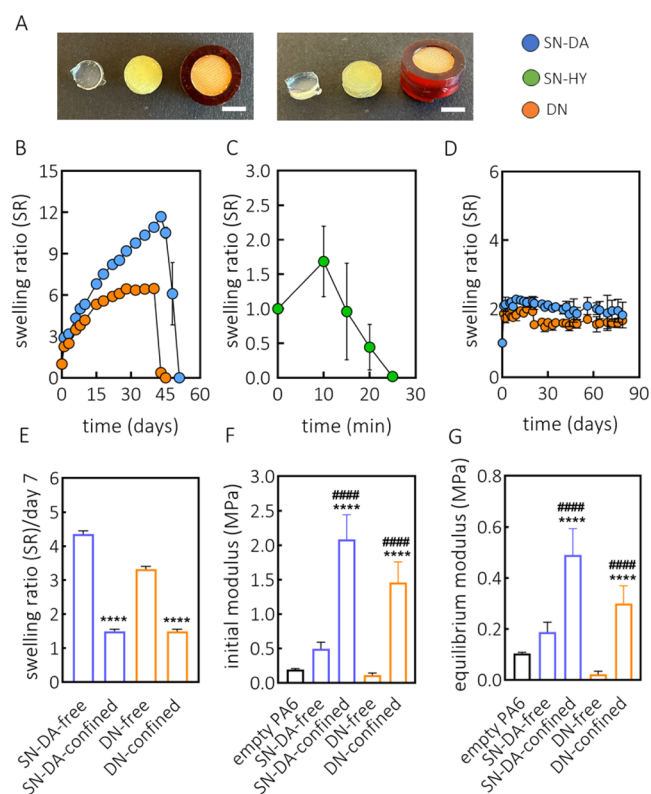 A
SN-DA
SN-HY
DN
B
C
D
15
12
9
6
3
0
swelling ratio (SR)
0 15 30 45 60
time (days)
3.0
2.5
2.0
1.5
1.0
0.5
0.0
swelling ratio (SR)
0 10 20 30
time (min)
6
4
2
0
swelling ratio (SR)
0 30 60 90
time (days)
E
F
G
6
5
4
3
2
1
0
swelling ratio (SR)/day 7
****
****
SN-DA-free
SN-DA-confined
DN-free
DN-confined
3.0
2.5
2.0
1.5
1.0
0.5
0.0
initial modulus (MPa)
####
****
####
****
empty PA6
SN-DA-free
SN-DA-confined
DN-free
DN-confined
0.8
0.6
0.4
0.2
0.0
equilibrium modulus (MPa)
####
****
####
****
empty PA6
SN-DA-free
SN-DA-confined
DN-free
DN-confined